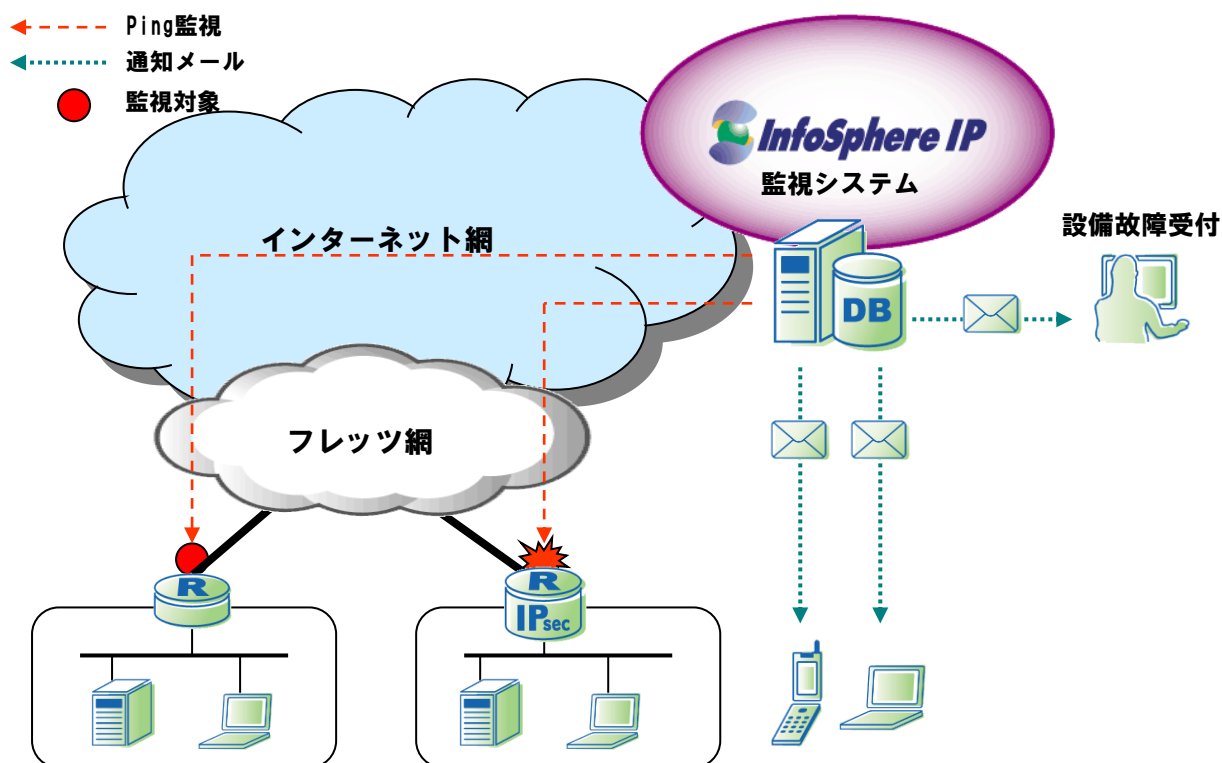 Ping監視
通知メール
監視対象
InfoSphere IP
監視システム
設備故障受付
インターネット網
DB
フレッツ網
R
R
IPsec